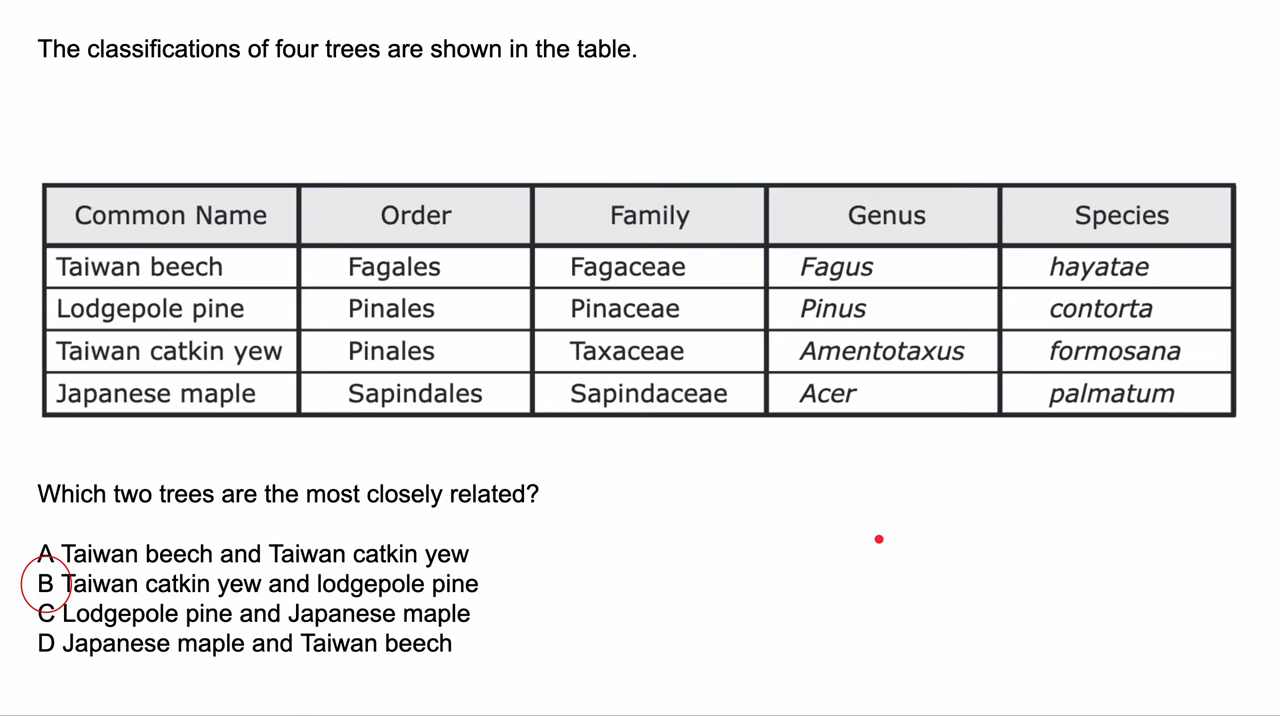 The classifications of four trees are shown in the table.
Common Name Order Family Genus Species
Taiwan beech Fagales Fagaceae Fagus hayatae
Lodgepole pine Pinales Pinaceae Pinus contorta
Taiwan catkin yew Pinales Taxaceae Amentotaxus formosana
Japanese maple Sapindales Sapindaceae Acer palmatum
Which two trees are the most closely related?
A Taiwan beech and Taiwan catkin yew
B Taiwan catkin yew and lodgepole pine
C Lodgepole pine and Japanese maple
D Japanese maple and Taiwan beech